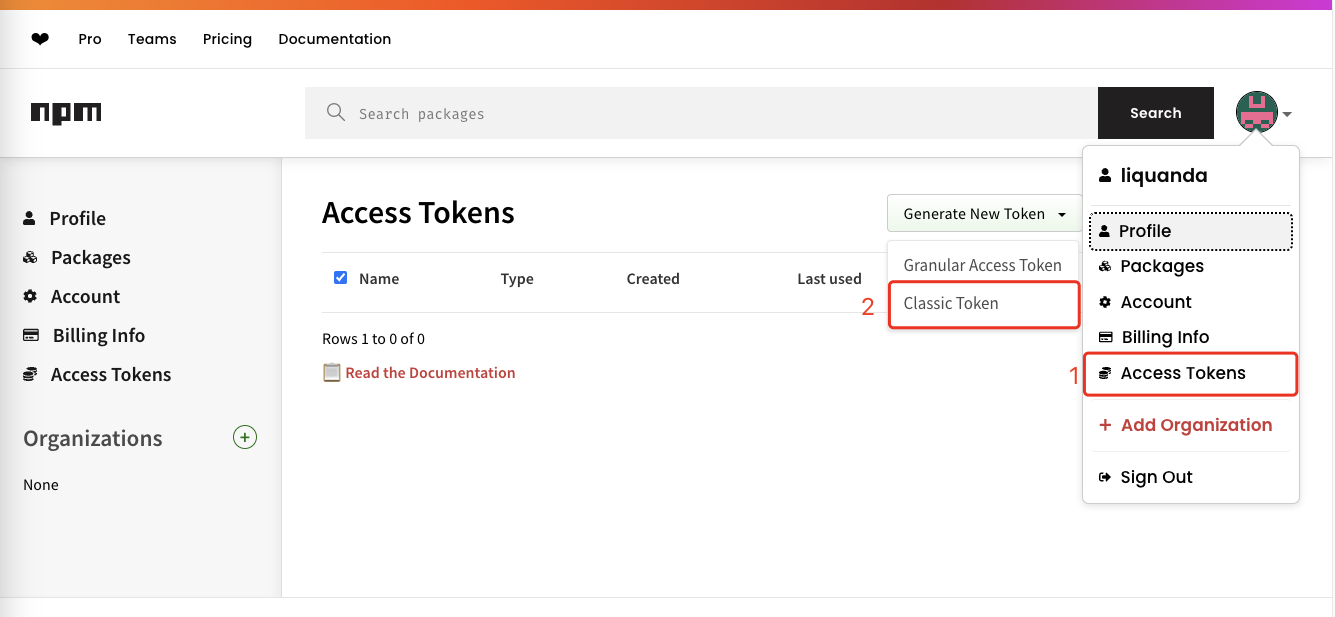 Pro Teams Pricing Documentation
npm
Search packages
Search
liquanda
Profile
Packages
Account
Billing Info
1 Access Tokens
+ Add Organization
Sign Out
Profile
Packages
Account
Billing Info
Access Tokens
Organizations +
None
Access Tokens
Generate New Token
Granular Access Token
2 Classic Token
Name Type Created Last used
Rows 1 to 0 of 0
Read the Documentation